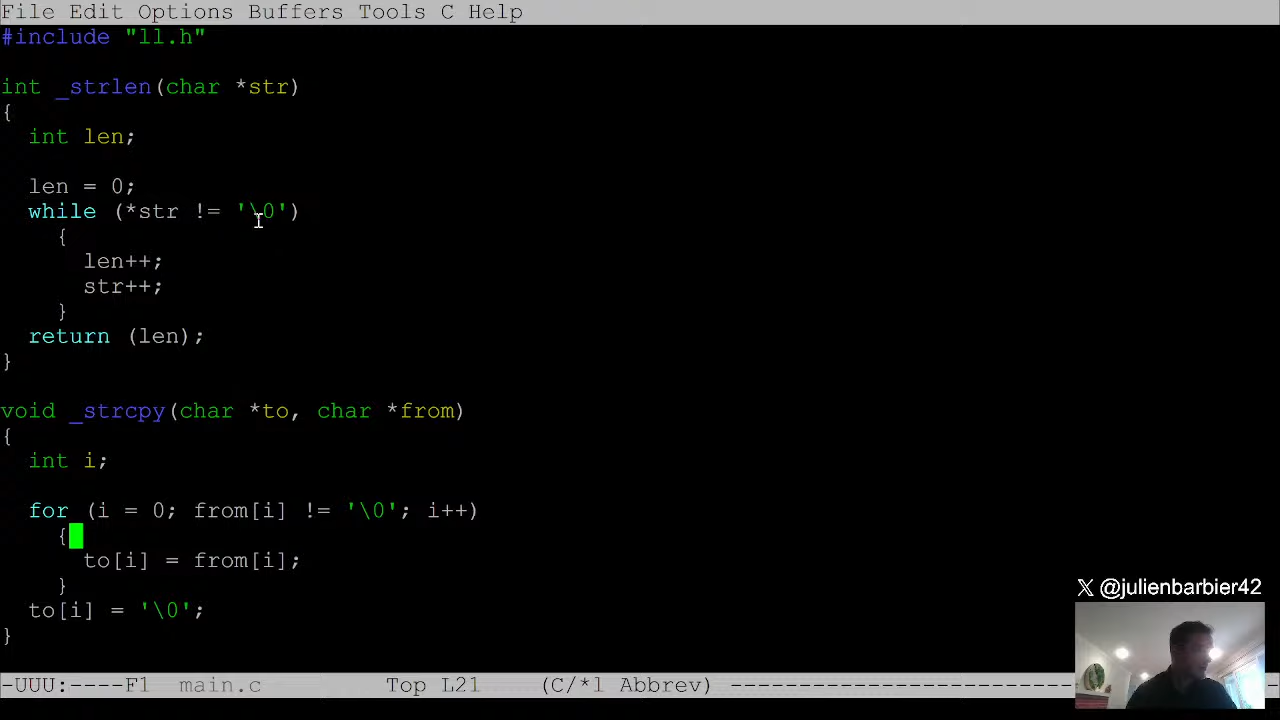 File Edit Options Buffers Tools C Help
#include "ll.h"
int _strlen(char *str)
{
int len;
len = 0;
while (*str != '\0')
{
len++;
str++;
}
return (len);
}
void _strcpy(char *to, char *from)
{
int i;
for (i = 0; from[i] != '\0'; i++)
{
to[i] = from[i];
}
to[i] = '\0';
}
𝕏 @julienbarbier42
-UUU:----F1 main.c Top L21 (C/*l Abbrev) --------------------------